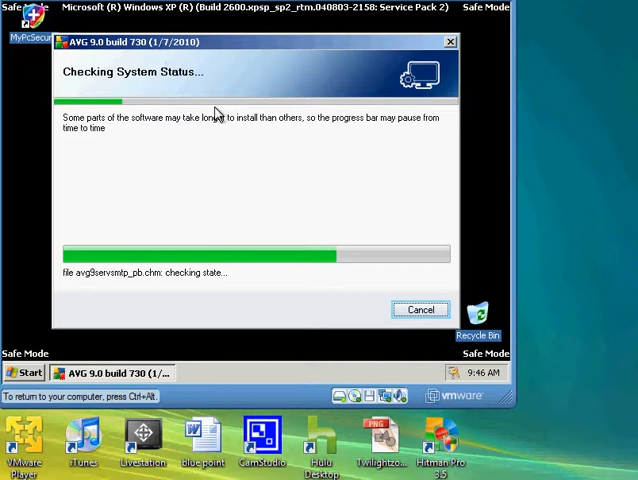 Safe Mode
Microsoft (R) Windows XP (R) (Build 2600.xpsp_sp2_rtm.040803-2158: Service Pack 2)
Safe Mode
MyPcSecur
AVG 9.0 build 730 (1/7/2010)
Checking System Status...
Some parts of the software may take longer to install than others, so the progress bar may pause from
time to time
file avg9servsmtp_pb.chm: checking state...
Cancel
Recycle Bin
Safe Mode
Safe Mode
Start
AVG 9.0 build 730 (1/...
9:46 AM
To return to your computer, press Ctrl+Alt.
vmware
PNG
VMware
Player
iTunes
Livestation
blue point
CamStudio
Hulu
Desktop
Twilightzo...
Hitman Pro
3.5